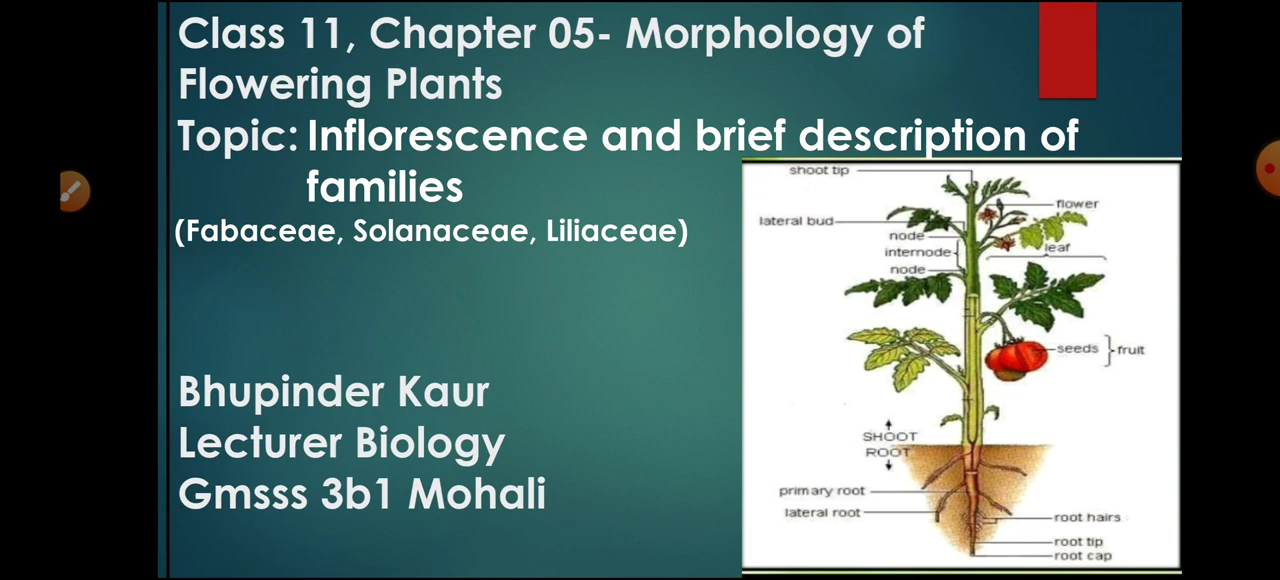 Class 11, Chapter 05- Morphology of
Flowering Plants
Topic: Inflorescence and brief description of
families
(Fabaceae, Solanaceae, Liliaceae)
Bhupinder Kaur
Lecturer Biology
Gmsss 3b1 Mohali
shoot tip
flower
lateral bud
node
internode
leaf
node
seeds
fruit
SHOOT
ROOT
primary root
lateral root
root hairs
root tip
root cap